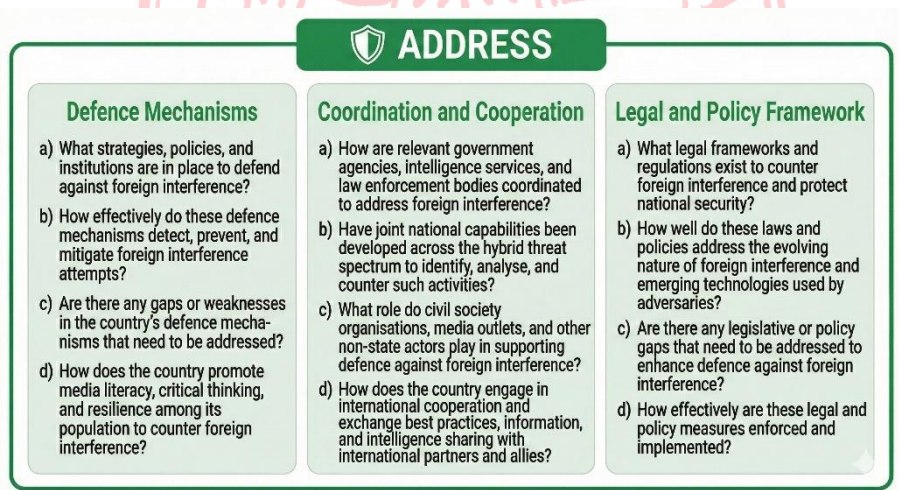 ADDRESS
Defence Mechanisms
a) What strategies, policies, and
institutions are in place to defend
against foreign interference?
b) How effectively do these defence
mechanisms detect, prevent, and
mitigate foreign interference
attempts?
c) Are there any gaps or weaknesses
in the country's defence mecha-
nisms that need to be addressed?
d) How does the country promote
media literacy, critical thinking,
and resilience among its
population to counter foreign
interference?
Coordination and Cooperation
a) How are relevant government
agencies, intelligence services, and
law enforcement bodies coordinated
to address foreign interference?
b) Have joint national capabilities been
developed across the hybrid threat
spectrum to identify, analyse, and
counter such activities?
c) What role do civil society
organisations, media outlets, and other
non-state actors play in supporting
defence against foreign interference?
d) How does the country engage in
international cooperation and
exchange best practices, information,
and intelligence sharing with
international partners and allies?
Legal and Policy Framework
a) What legal frameworks and
regulations exist to counter
foreign interference and protect
national security?
b) How well do these laws and
policies address the evolving
nature of foreign interference and
emerging technologies used by
adversaries?
c) Are there any legislative or policy
gaps that need to be addressed to
enhance defence against foreign
interference?
d) How effectively are these legal and
policy measures enforced and
implemented?